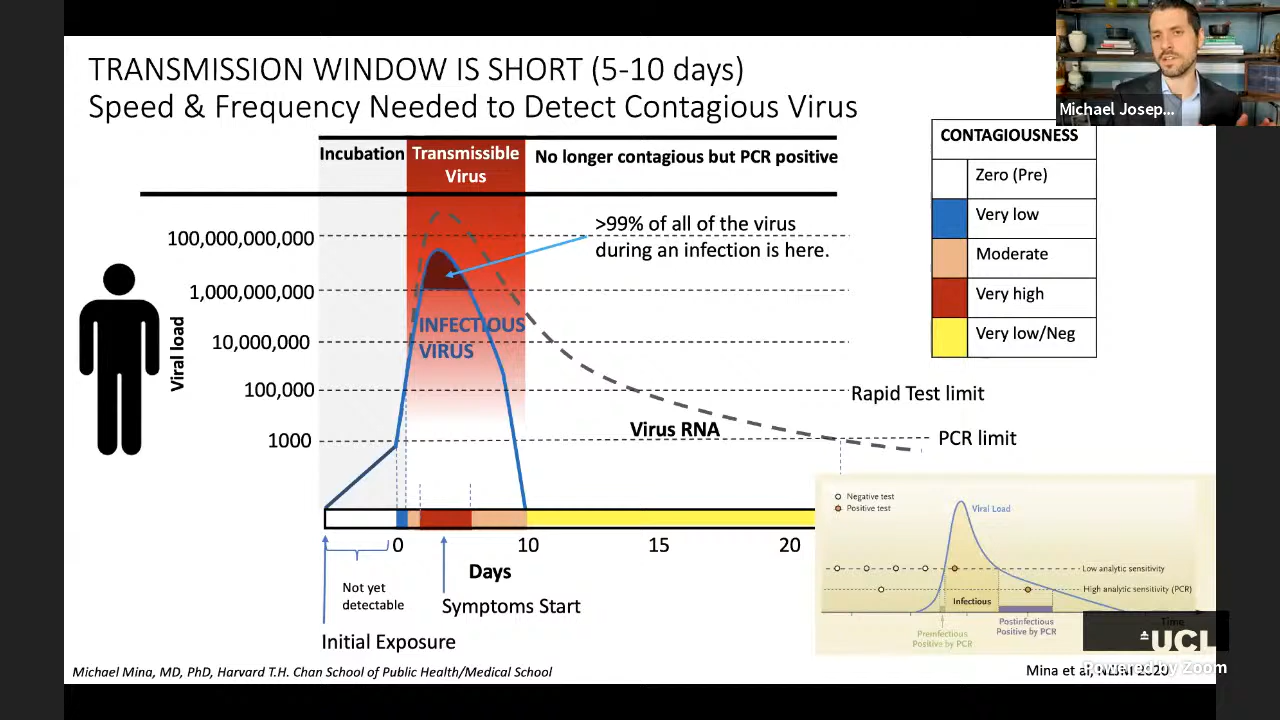 TRANSMISSION WINDOW IS SHORT (5-10 days)
Speed & Frequency Needed to Detect Contagious Virus
Michael Josep...
Incubation
Transmissible
Virus
No longer contagious but PCR positive
CONTAGIOUSNESS
Zero (Pre)
Very low
Moderate
Very high
Very low/Neg
>99% of all of the virus
during an infection is here.
Viral load
100,000,000,000
1,000,000,000
10,000,000
100,000
1000
INFECTIOUS
VIRUS
Virus RNA
Rapid Test limit
PCR limit
0
10
15
20
Days
Not yet
detectable
Symptoms Start
Initial Exposure
Negative test
Positive test
Viral Load
Low analytic sensitivity
High analytic sensitivity (PCR)
Infectious
Preinfectious
Positive by PCR
Postinfectious
Positive by PCR
Time
UCL
Powered by Zoom
Michael Mina, MD, PhD, Harvard T.H. Chan School of Public Health/Medical School
Mina et al, NEJM 2020